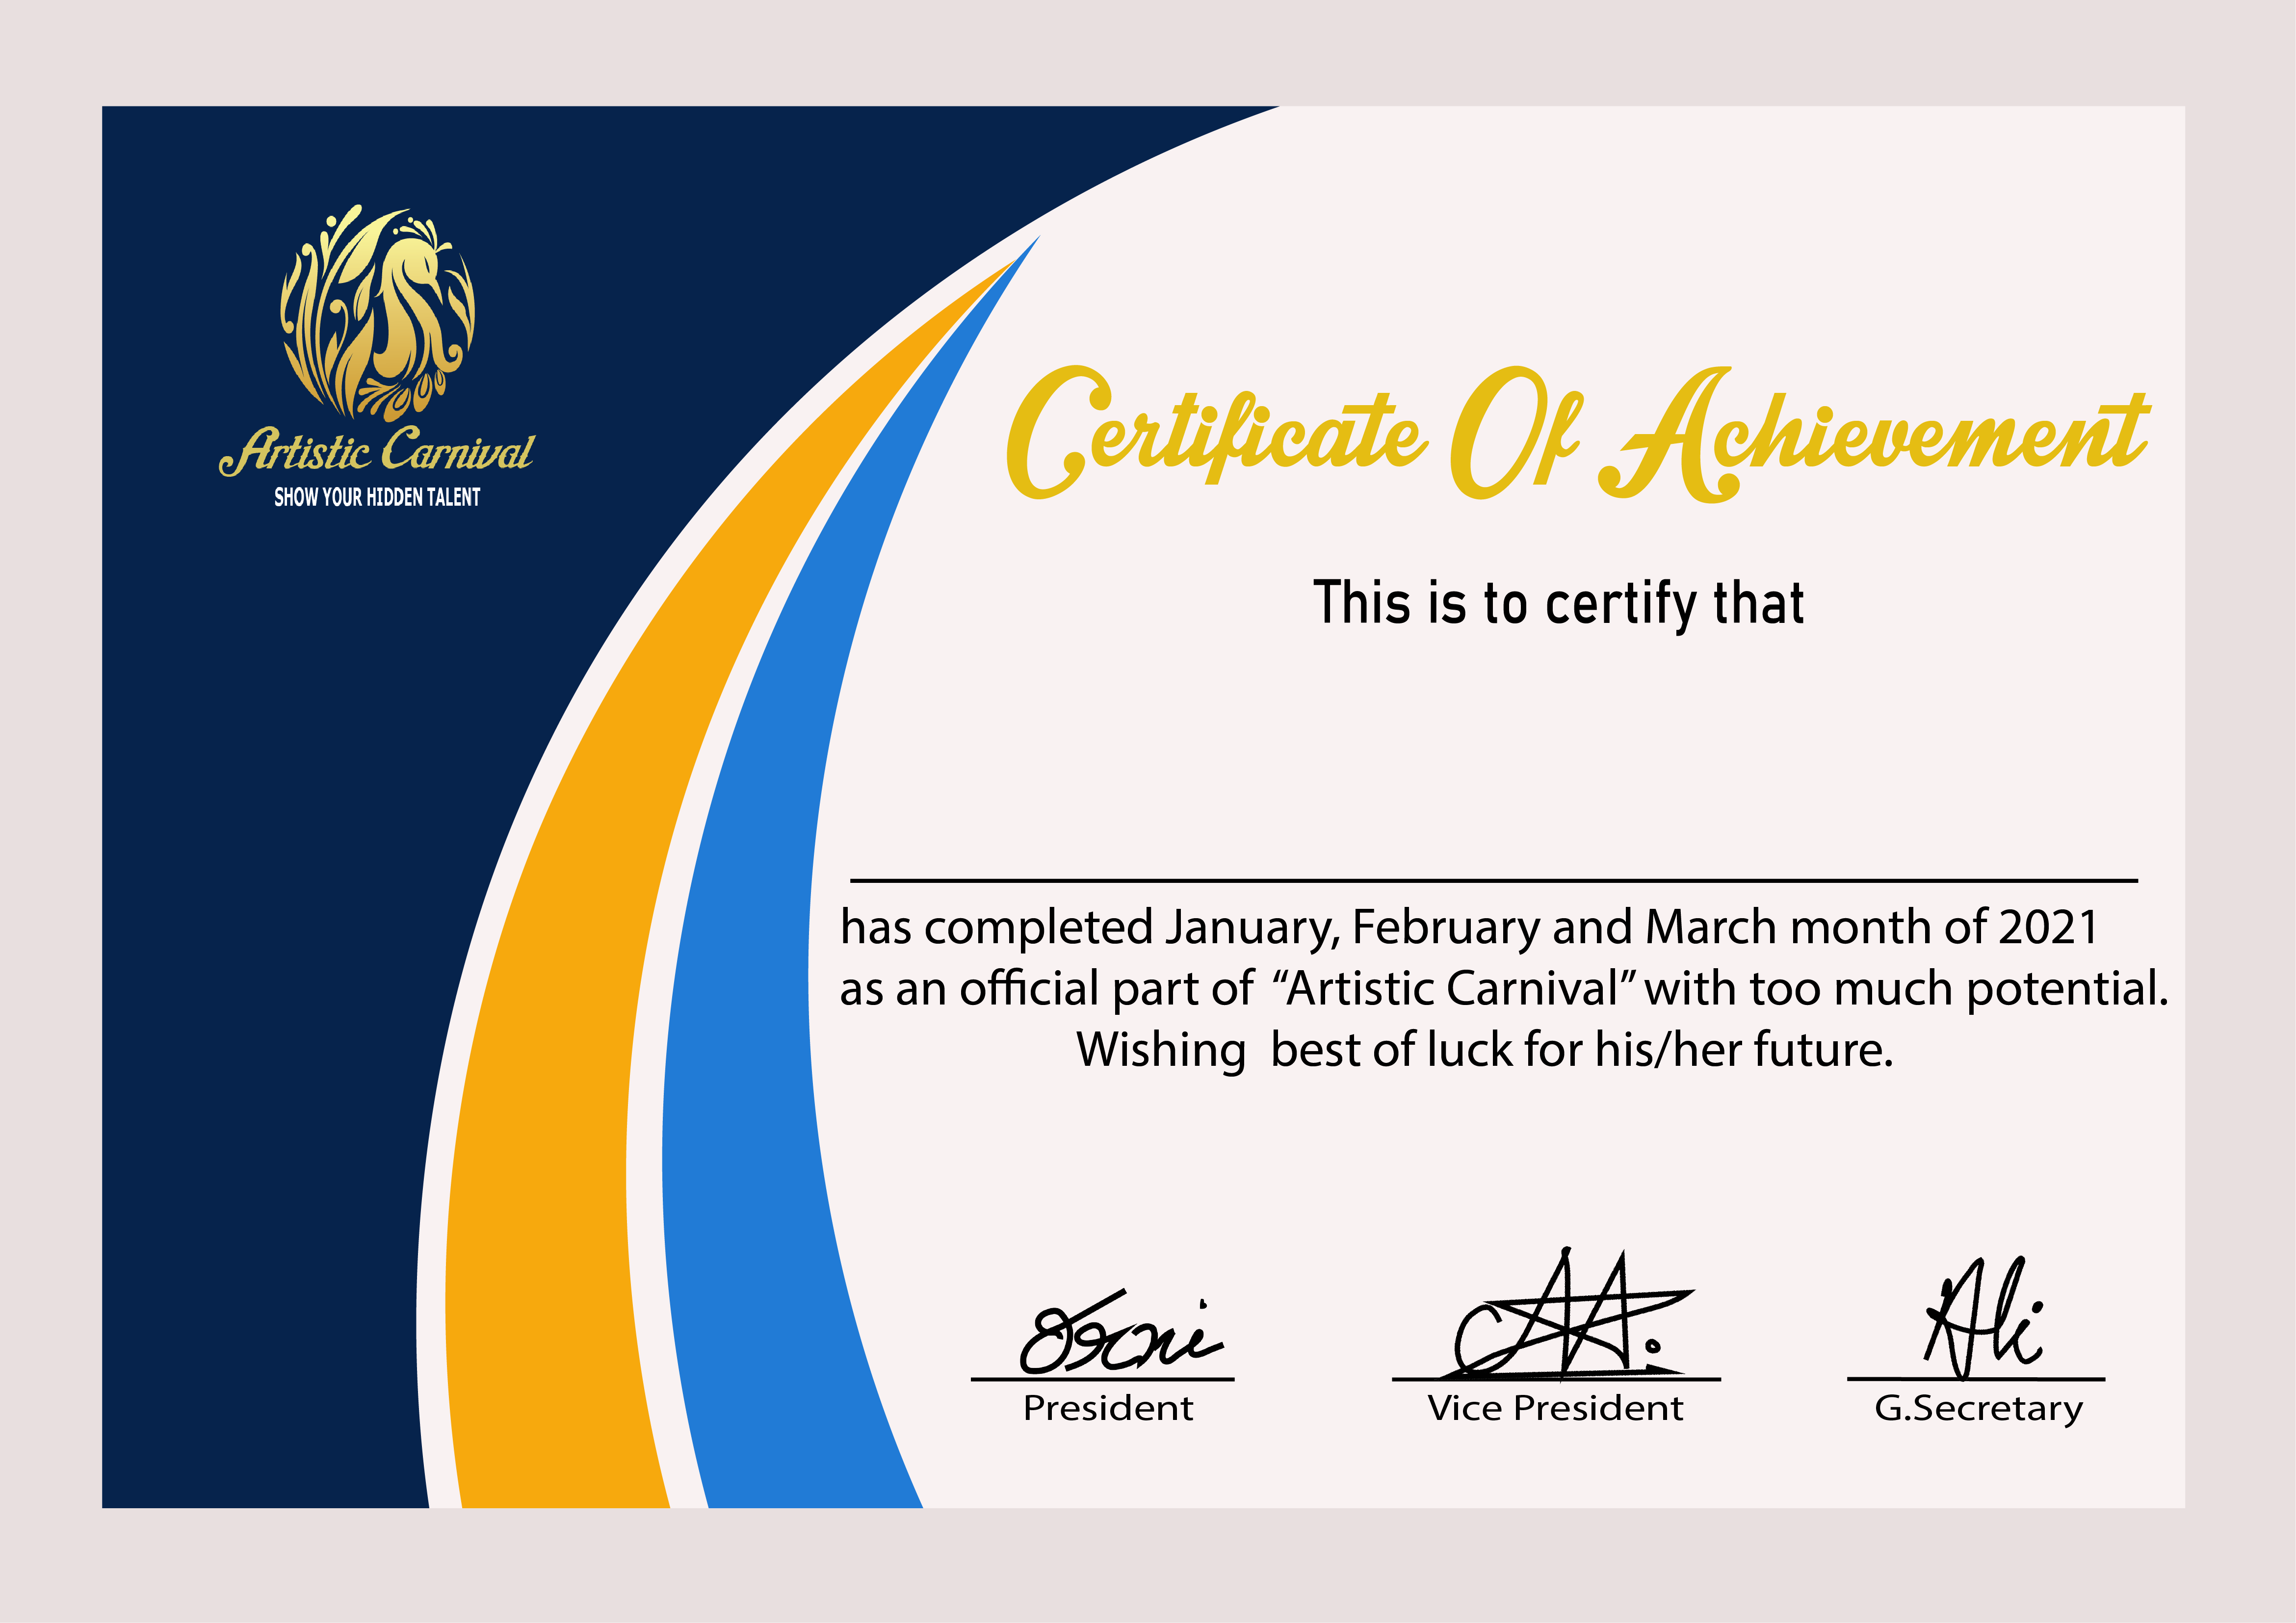 Artistic Carnival
SHOW YOUR HIDDEN TALENT
Certificate Of Achievement
This is to certify that
has completed January, February and March month of 2021
as an official part of “Artistic Carnival” with too much potential.
Wishing best of luck for his/her future.
President
Vice President
G.Secretary